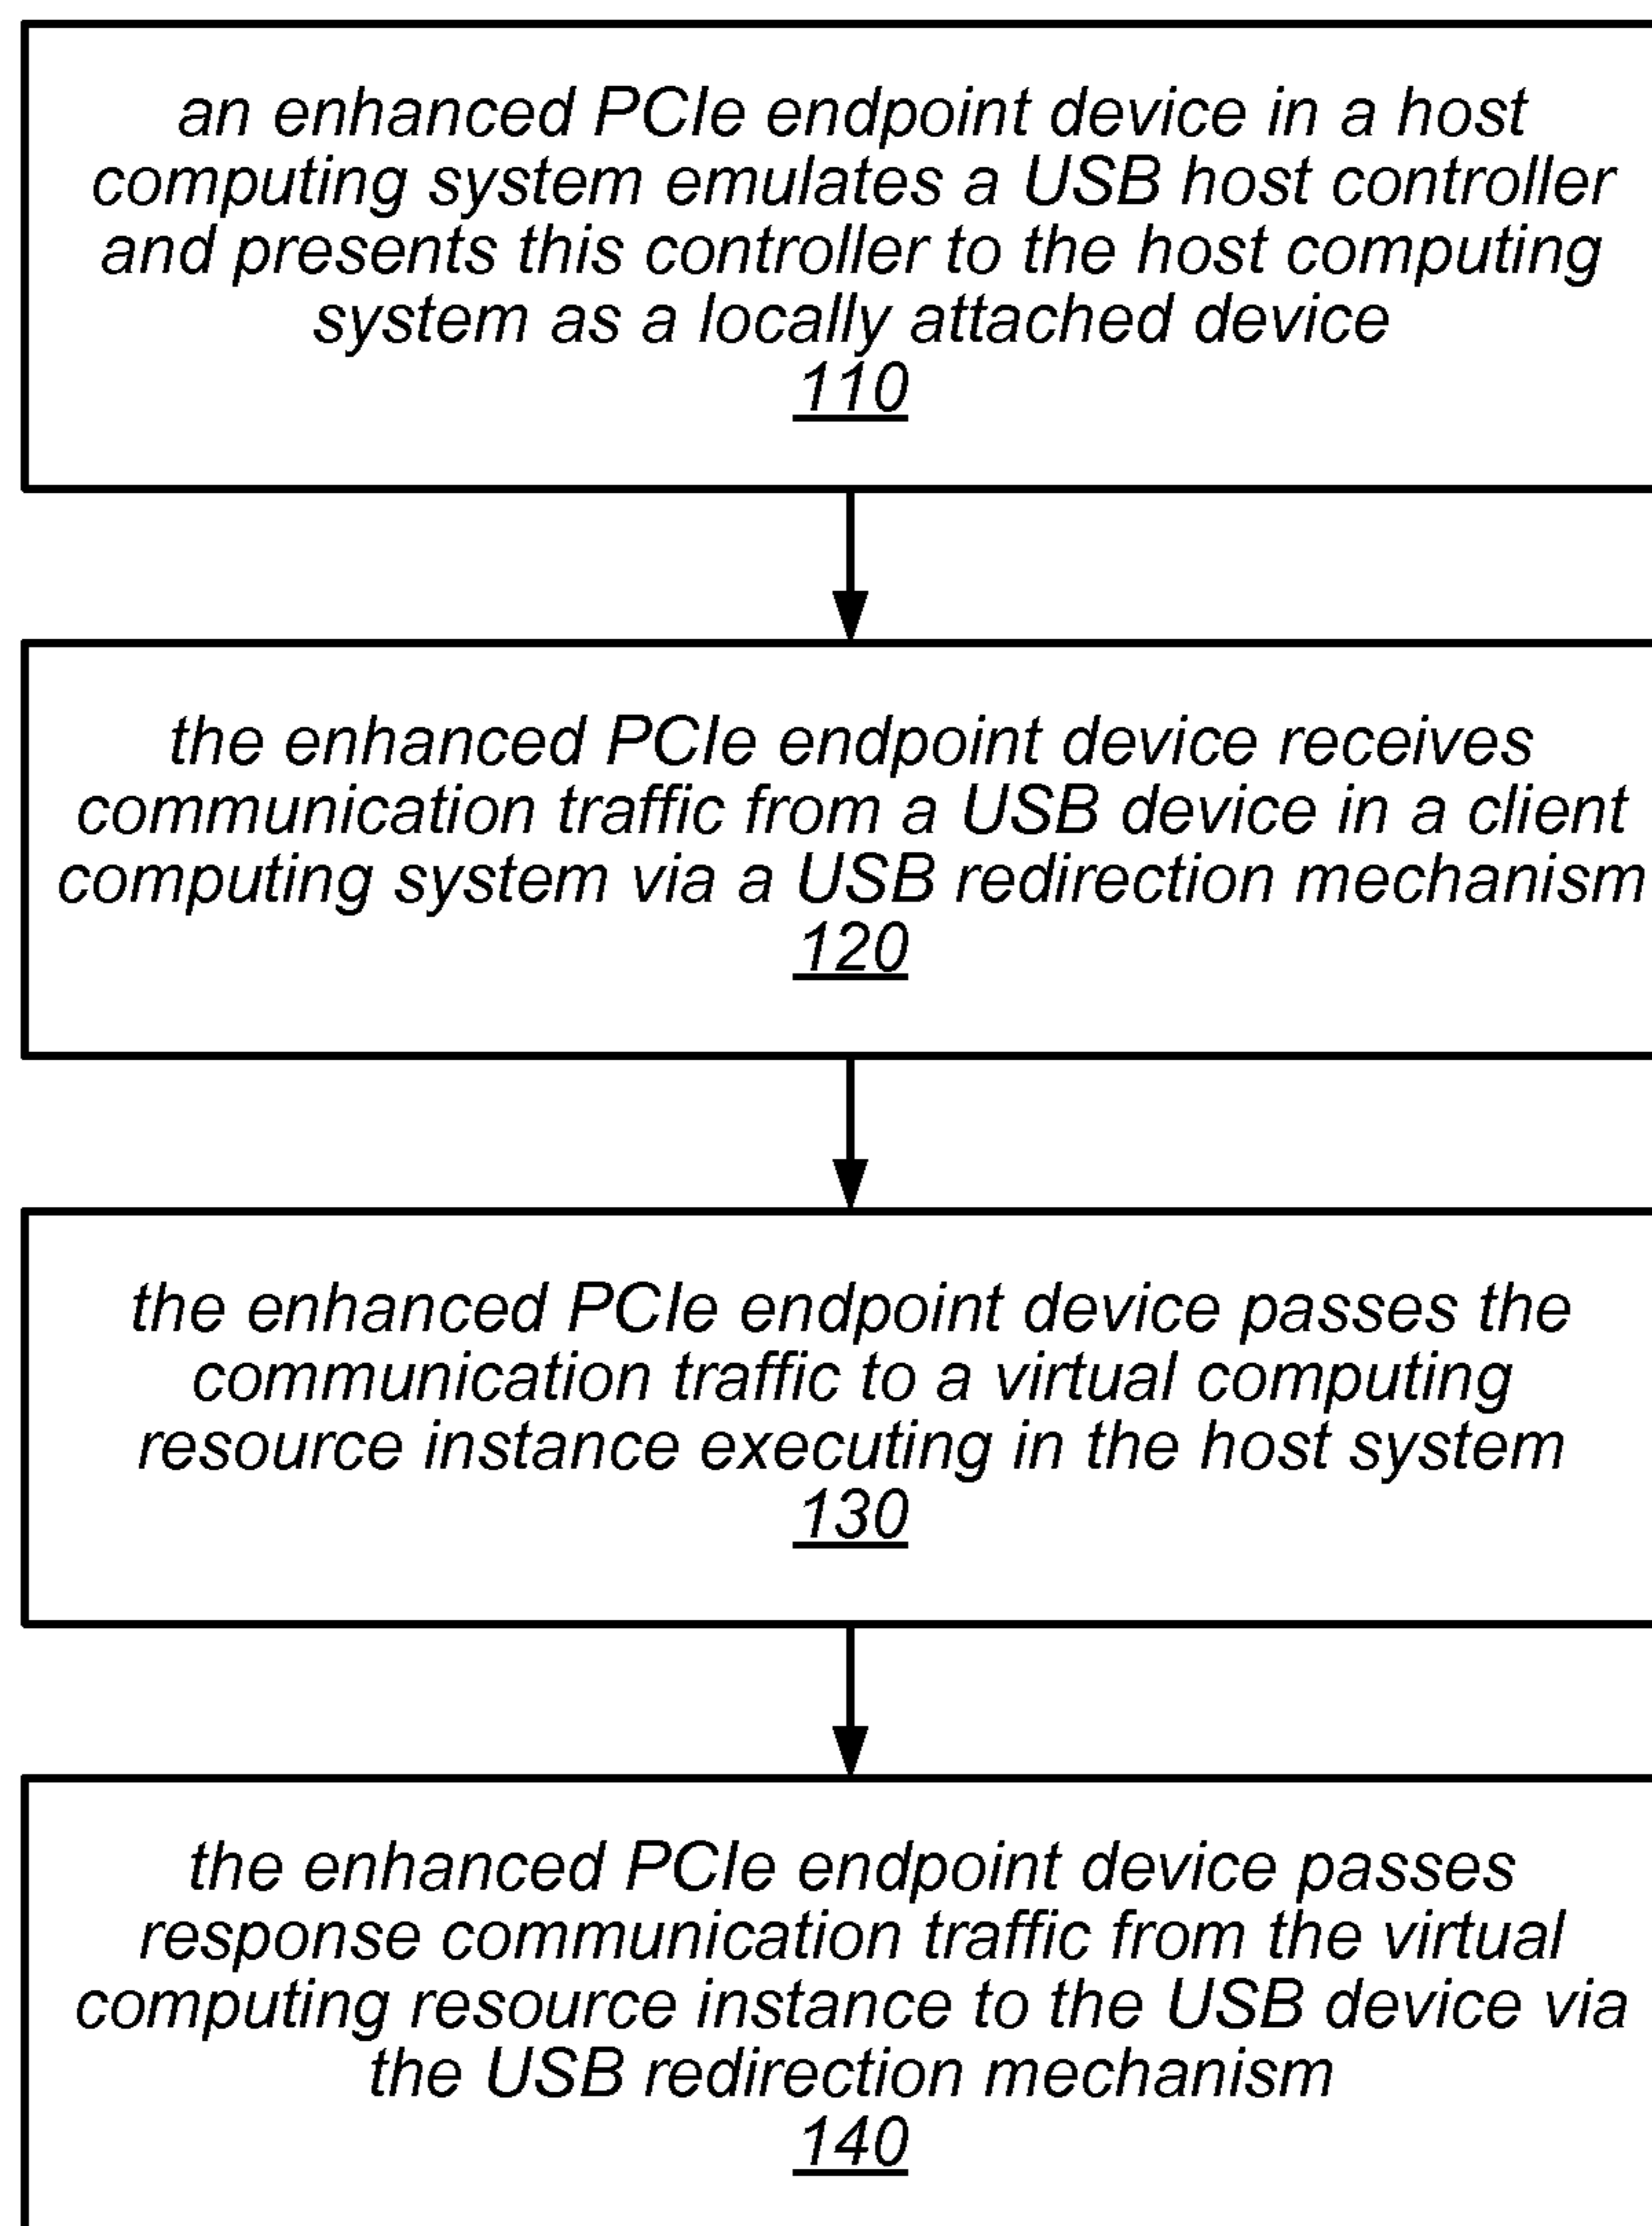 an enhanced PCIe endpoint device in a host
computing system emulates a USB host controller
and presents this controller to the host computing
system as a locally attached device
110
the enhanced PCIe endpoint device receives
communication traffic from a USB device in a client
computing system via a USB redirection mechanism
120
the enhanced PCIe endpoint device passes the
communication traffic to a virtual computing
resource instance executing in the host system
130
the enhanced PCIe endpoint device passes
response communication traffic from the virtual
computing resource instance to the USB device via
the USB redirection mechanism
140